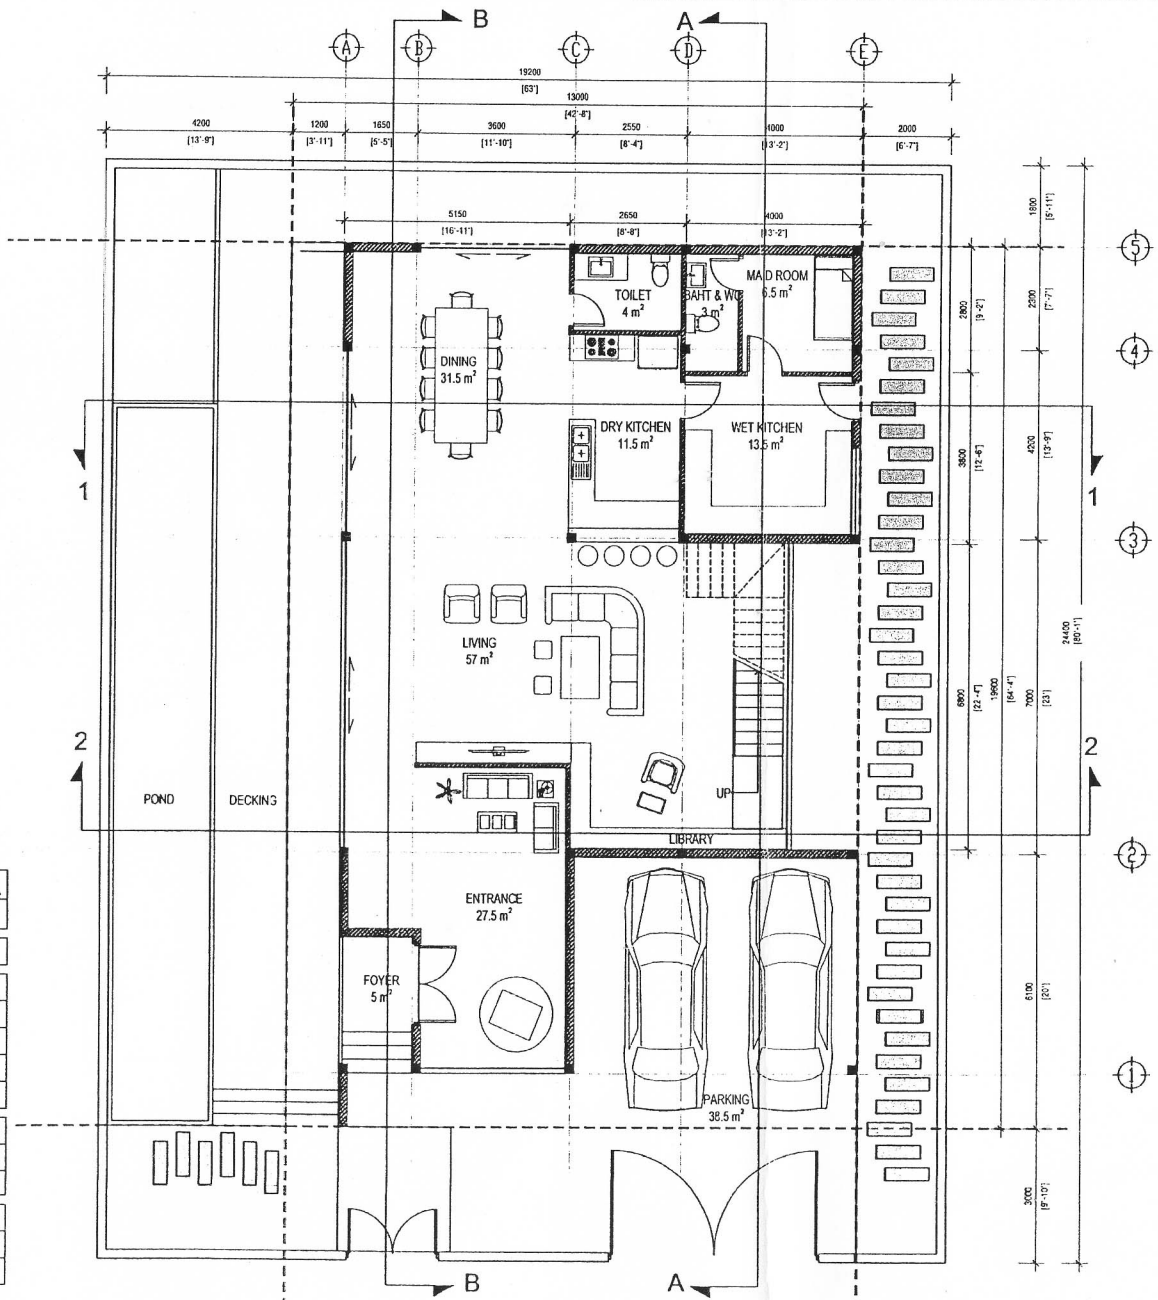 B
A
A
B
C
D
E
19200
[63']
13000
[42'-8"]
4200
[13'-9"]
1200
[3'-11"]
1650
[5'-5"]
3600
[11'-10"]
2550
[8'-4"]
4000
[13'-2"]
2000
[6'-7"]
5150
[16'-11"]
2650
[8'-8"]
4000
[13'-2"]
1800
[5'-11"]
5
4
3
2
1
2800
[9'-2"]
2300
[7'-7"]
3800
[12'-6"]
4200
[13'-9"]
6800
[22'-4"]
19600
[64'-4"]
7000
[23']
24400
[80'-1"]
6100
[20']
3000
[9'-10"]
TOILET
4 m²
BAHT & WC
3 m²
MAID ROOM
6.5 m²
DINING
31.5 m²
DRY KITCHEN
11.5 m²
WET KITCHEN
13.5 m²
1
1
LIVING
57 m²
2
2
UP
POND
DECKING
LIBRARY
ENTRANCE
27.5 m²
FOYER
5 m²
PARKING
38.5 m²
B
A